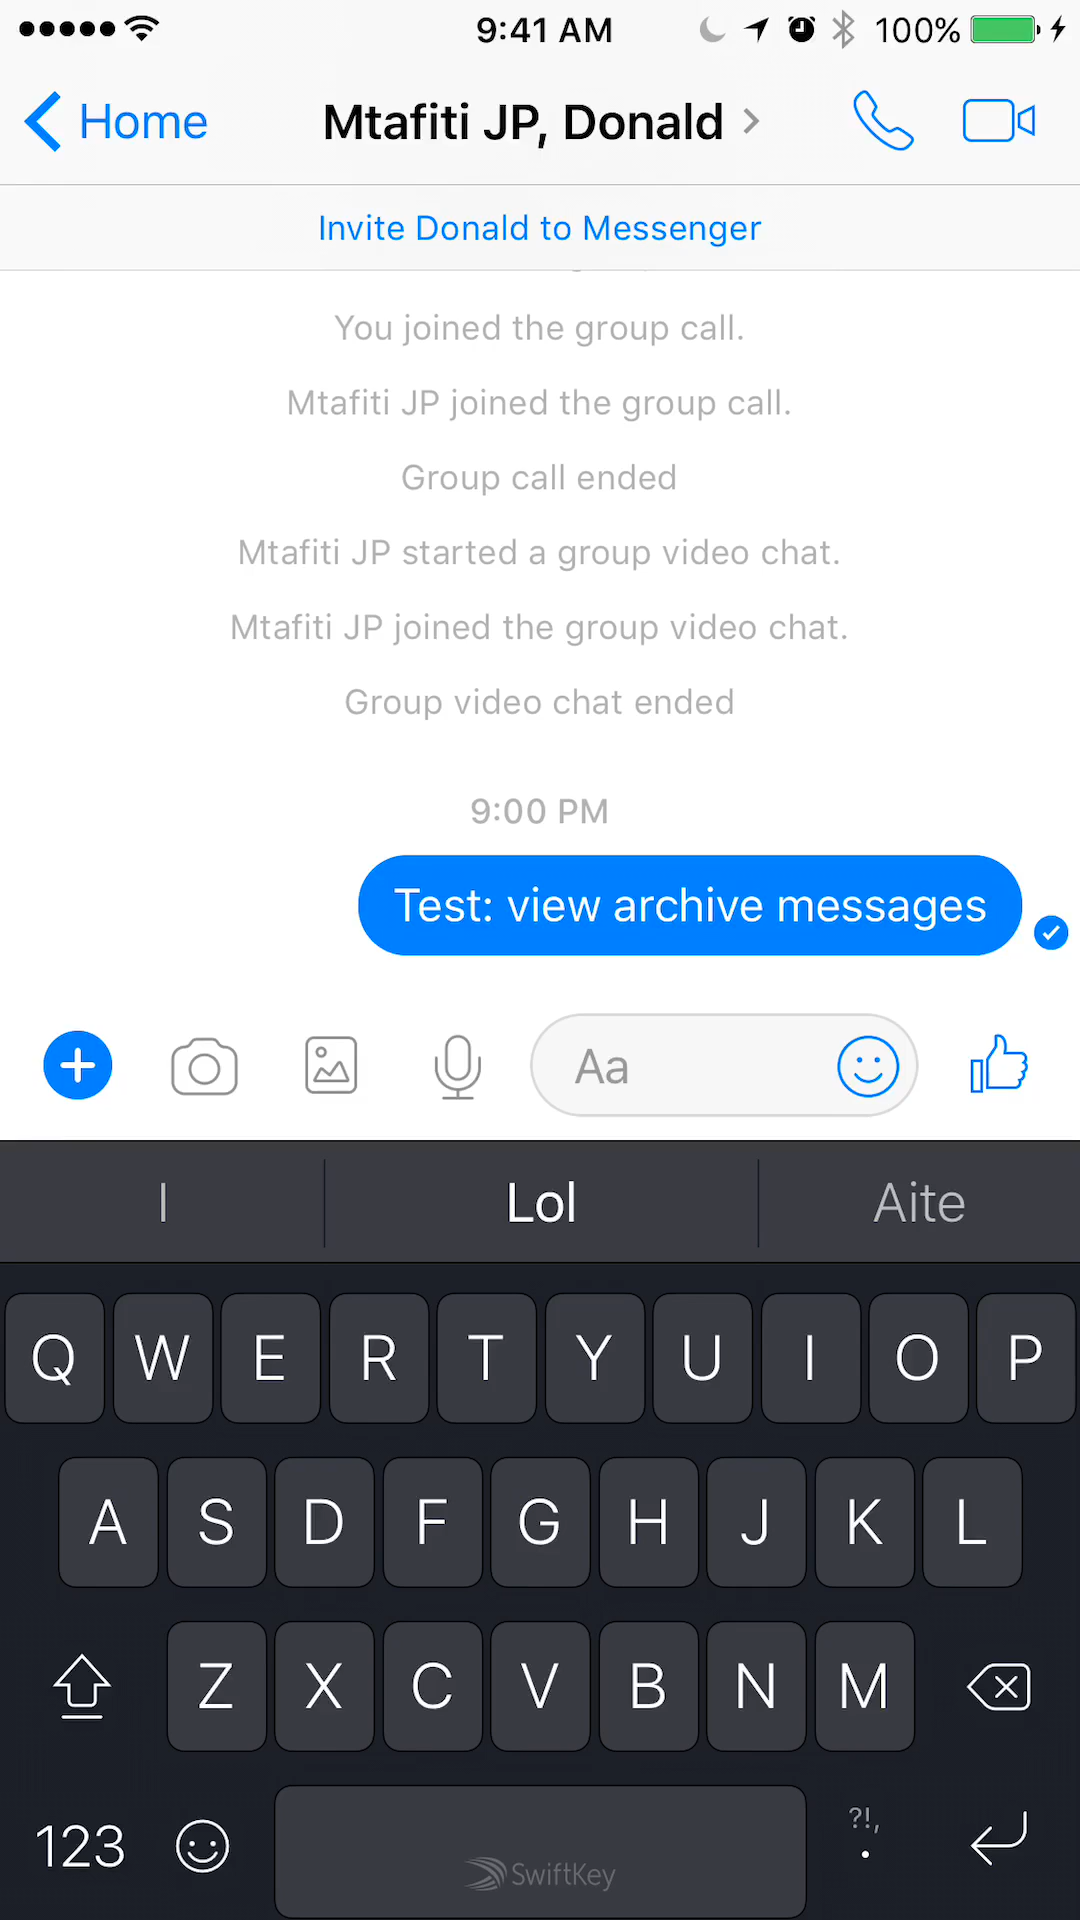 9:41 AM 100%
Home Mtafiti JP, Donald
Invite Donald to Messenger
You joined the group call.
Mtafiti JP joined the group call.
Group call ended
Mtafiti JP started a group video chat.
Mtafiti JP joined the group video chat.
Group video chat ended
9:00 PM
Test: view archive messages
Aa
I Lol Aite
Q W E R T Y U I O P
A S D F G H J K L
Z X C V B N M
?!,
123 .
SwiftKey